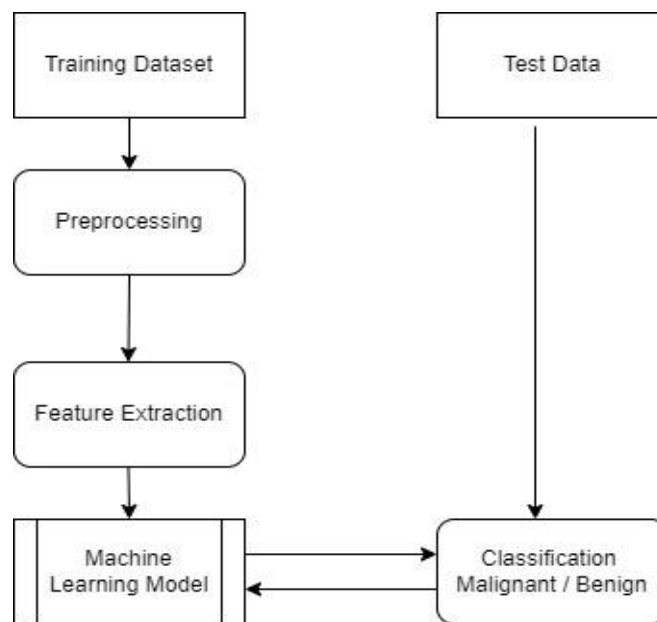 Training Dataset
Test Data
Preprocessing
Feature Extraction
Machine
Learning Model
Classification
Malignant / Benign